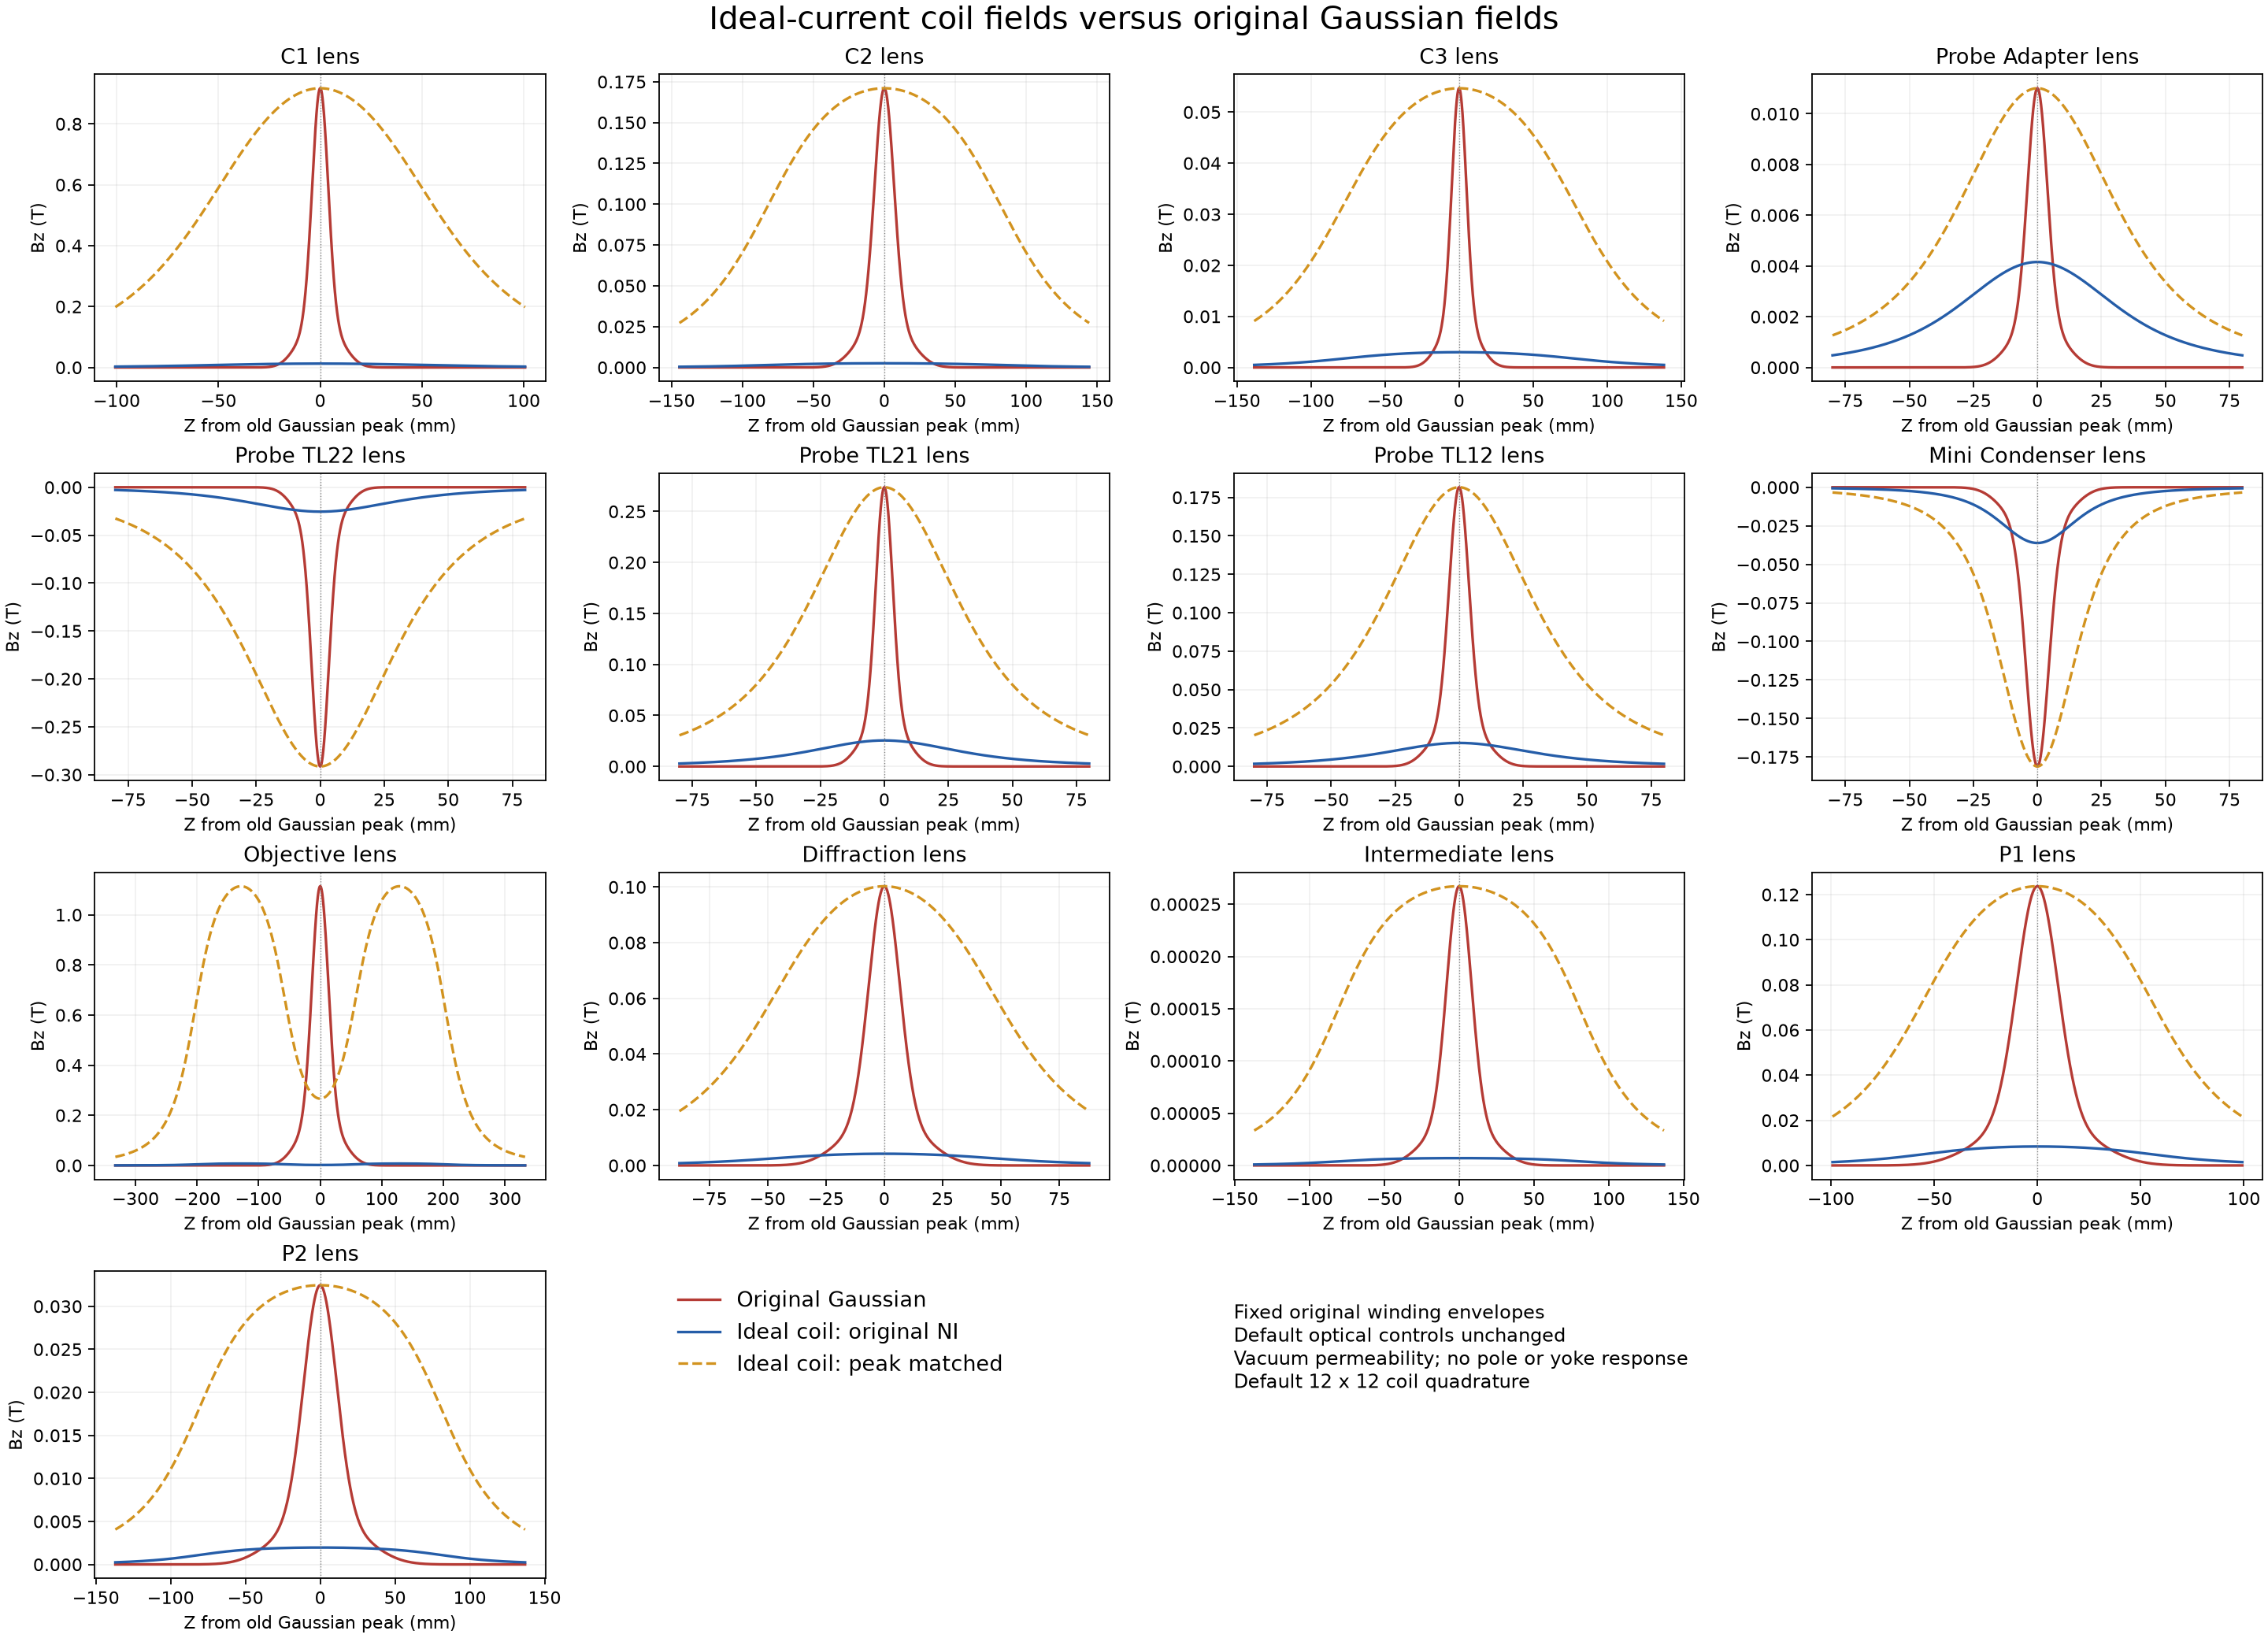 Ideal-current coil fields versus original Gaussian fields
C1 lens
Bz (T)
0.8
0.6
0.4
0.2
0.0
−100 −50 0 50 100
Z from old Gaussian peak (mm)
C2 lens
Bz (T)
0.175
0.150
0.125
0.100
0.075
0.050
0.025
0.000
−150 −100 −50 0 50 100 150
Z from old Gaussian peak (mm)
C3 lens
Bz (T)
0.05
0.04
0.03
0.02
0.01
0.00
−150 −100 −50 0 50 100 150
Z from old Gaussian peak (mm)
Probe Adapter lens
Bz (T)
0.010
0.008
0.006
0.004
0.002
0.000
−75 −50 −25 0 25 50 75
Z from old Gaussian peak (mm)
Probe TL22 lens
Bz (T)
0.00
−0.05
−0.10
−0.15
−0.20
−0.25
−0.30
−75 −50 −25 0 25 50 75
Z from old Gaussian peak (mm)
Probe TL21 lens
Bz (T)
0.25
0.20
0.15
0.10
0.05
0.00
−75 −50 −25 0 25 50 75
Z from old Gaussian peak (mm)
Probe TL12 lens
Bz (T)
0.175
0.150
0.125
0.100
0.075
0.050
0.025
0.000
−75 −50 −25 0 25 50 75
Z from old Gaussian peak (mm)
Mini Condenser lens
Bz (T)
0.000
−0.025
−0.050
−0.075
−0.100
−0.125
−0.150
−0.175
−75 −50 −25 0 25 50 75
Z from old Gaussian peak (mm)
Objective lens
Bz (T)
1.0
0.8
0.6
0.4
0.2
0.0
−300 −200 −100 0 100 200 300
Z from old Gaussian peak (mm)
Diffraction lens
Bz (T)
0.10
0.08
0.06
0.04
0.02
0.00
−75 −50 −25 0 25 50 75
Z from old Gaussian peak (mm)
Intermediate lens
Bz (T)
0.00025
0.00020
0.00015
0.00010
0.00005
0.00000
−150 −100 −50 0 50 100 150
Z from old Gaussian peak (mm)
P1 lens
Bz (T)
0.12
0.10
0.08
0.06
0.04
0.02
0.00
−100 −50 0 50 100
Z from old Gaussian peak (mm)
P2 lens
Bz (T)
0.030
0.025
0.020
0.015
0.010
0.005
0.000
−150 −100 −50 0 50 100 150
Z from old Gaussian peak (mm)
Original Gaussian
Ideal coil: original NI
Ideal coil: peak matched
Fixed original winding envelopes
Default optical controls unchanged
Vacuum permeability; no pole or yoke response
Default 12 x 12 coil quadrature